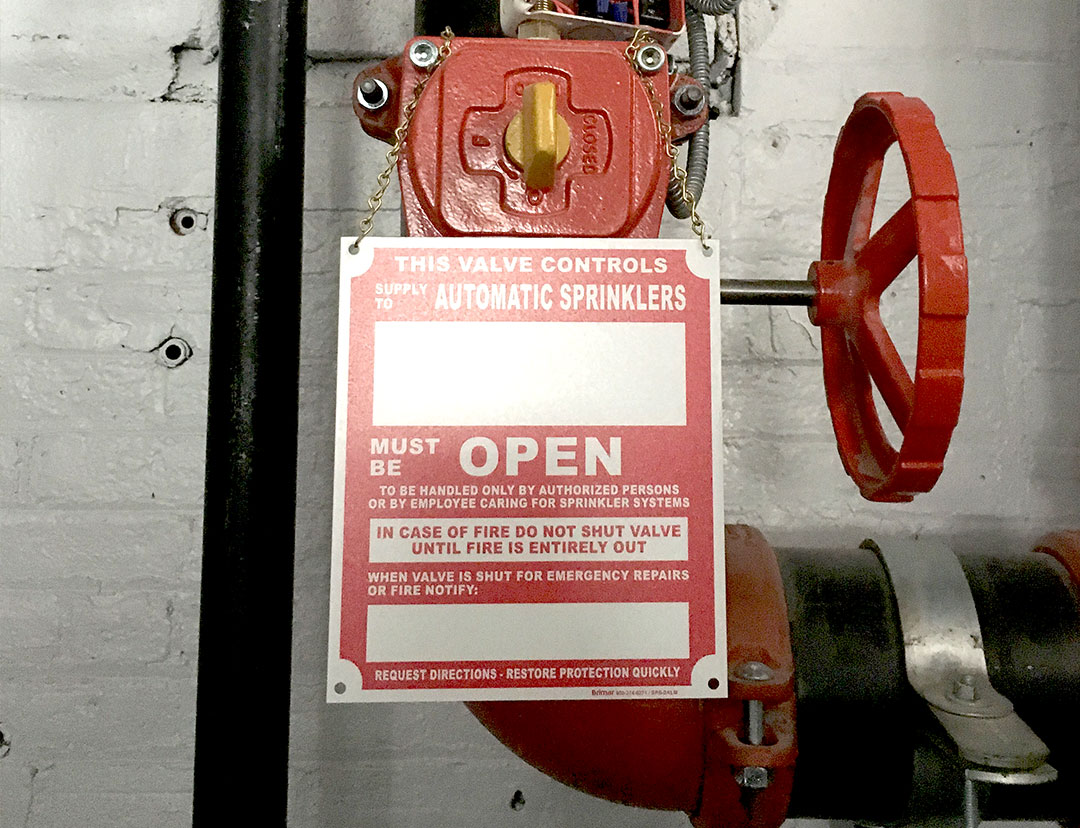 CLOSED
THIS VALVE CONTROLS
SUPPLY TO AUTOMATIC SPRINKLERS
MUST BE OPEN
TO BE HANDLED ONLY BY AUTHORIZED PERSONS
OR BY EMPLOYEE CARING FOR SPRINKLER SYSTEMS
IN CASE OF FIRE DO NOT SHUT VALVE
UNTIL FIRE IS ENTIRELY OUT
WHEN VALVE IS SHUT FOR EMERGENCY REPAIRS
OR FIRE NOTIFY:
REQUEST DIRECTIONS - RESTORE PROTECTION QUICKLY
Brimar